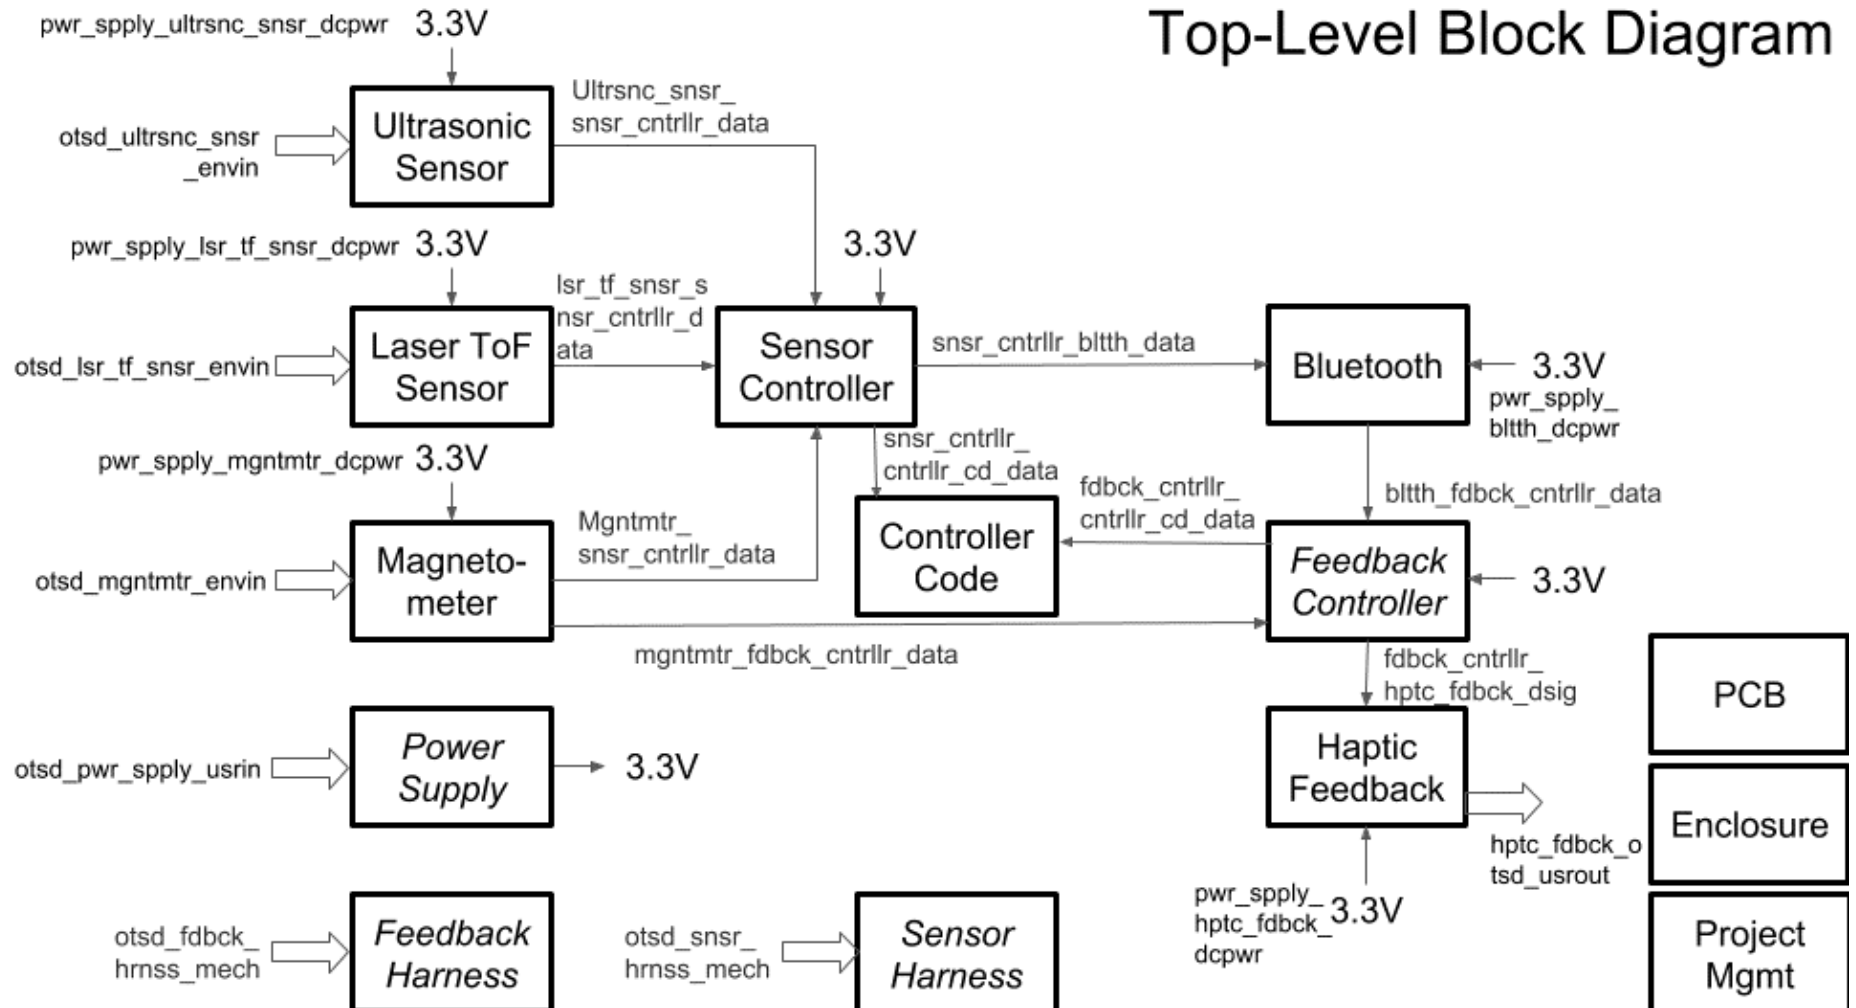 Top-Level Block Diagram
pwr_spply_ultrsnc_snsr_dcpwr 3.3V
Ultrasonic
Sensor
otsd_ultrsnc_snsr
_envin
Ultrsnc_snsr_
snsr_cntrllr_data
pwr_spply_lsr_tf_snsr_dcpwr 3.3V
3.3V
otsd_lsr_tf_snsr_envin
Laser ToF
Sensor
lsr_tf_snsr_s
nsr_cntrllr_d
ata
Sensor
Controller
snsr_cntrllr_bltth_data
Bluetooth
3.3V
pwr_spply_
bltth_dcpwr
pwr_spply_mgntmtr_dcpwr 3.3V
snsr_cntrllr_
cntrllr_cd_data
fdbck_cntrllr_
cntrllr_cd_data
bltth_fdbck_cntrllr_data
otsd_mgntmtr_envin
Magneto-
meter
Mgntmtr_
snsr_cntrllr_data
Controller
Code
Feedback
Controller
3.3V
mgntmtr_fdbck_cntrllr_data
fdbck_cntrllr_
hptc_fdbck_dsig
PCB
otsd_pwr_spply_usrin
Power
Supply
3.3V
Haptic
Feedback
hptc_fdbck_o
tsd_usrout
Enclosure
pwr_spply_
hptc_fdbck_
dcpwr
3.3V
otsd_fdbck_
hrnss_mech
Feedback
Harness
otsd_snsr_
hrnss_mech
Sensor
Harness
Project
Mgmt